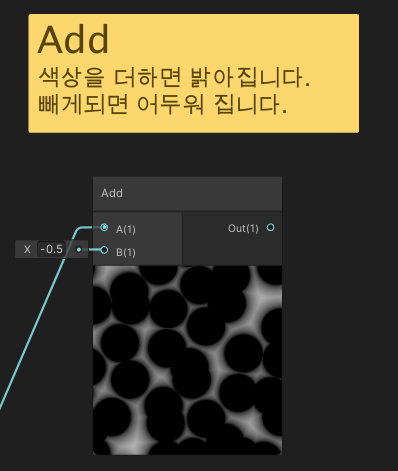 Add
색상을 더하면 밝아집니다.
빼게되면 어두워 집니다.
Add
A(1)
Out(1)
X -0.5
B(1)